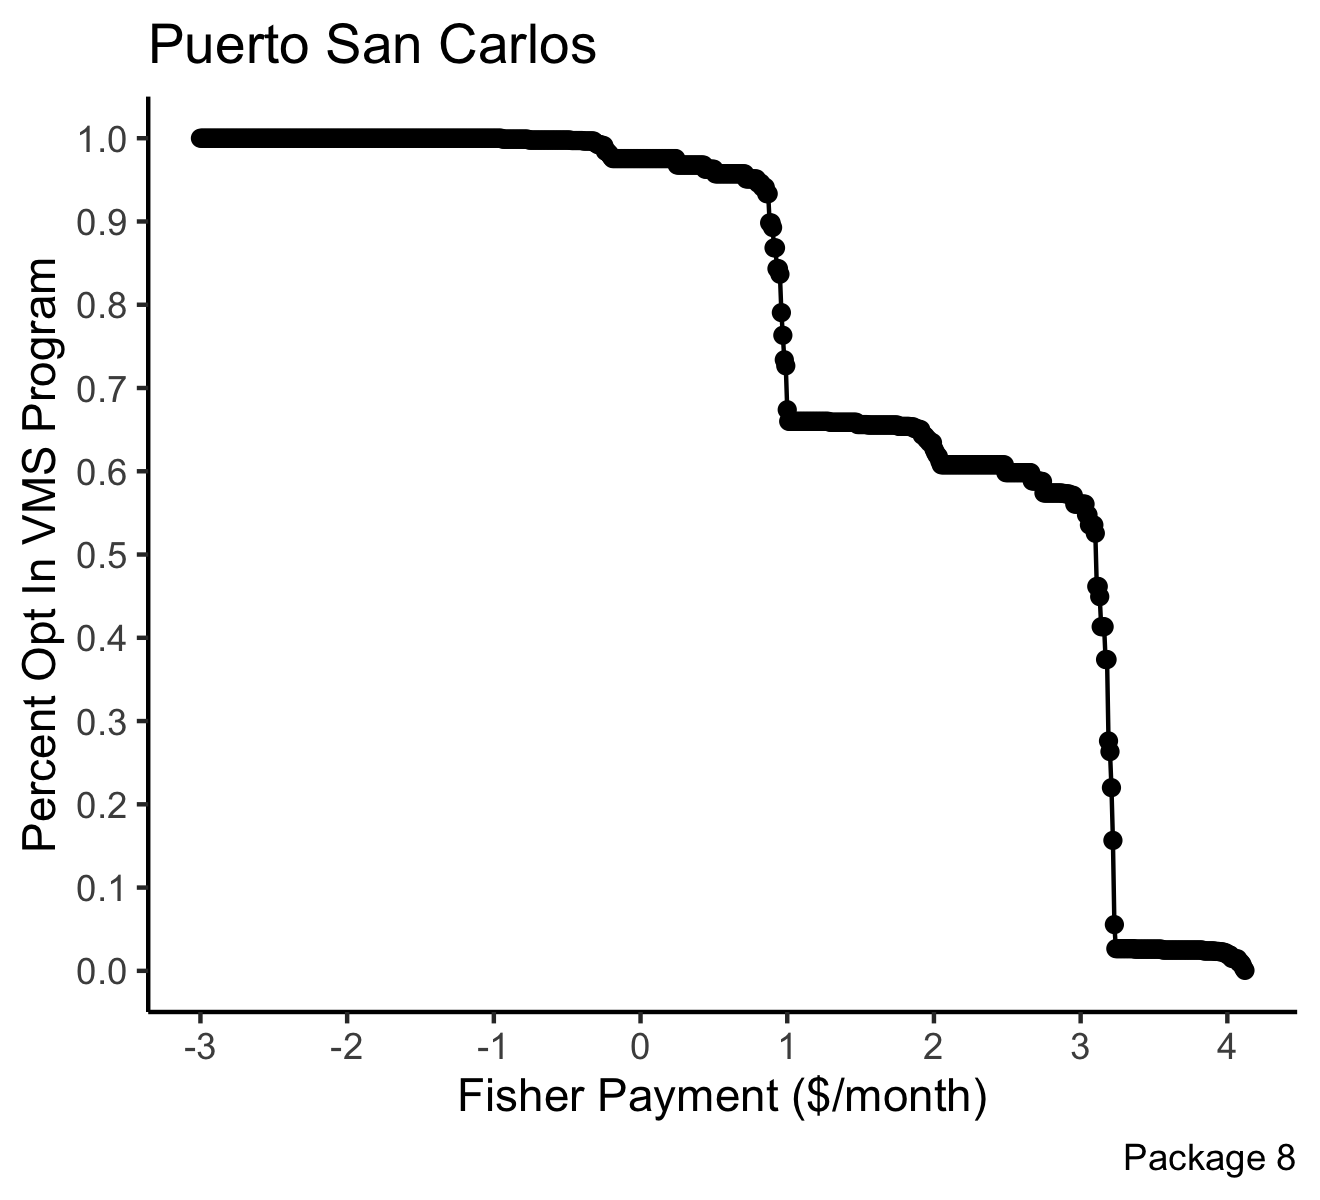 Puerto San Carlos
Percent Opt In VMS Program
1.0
0.9
0.8
0.7
0.6
0.5
0.4
0.3
0.2
0.1
0.0
-3 -2 -1 0 1 2 3 4
Fisher Payment ($/month)
Package 8